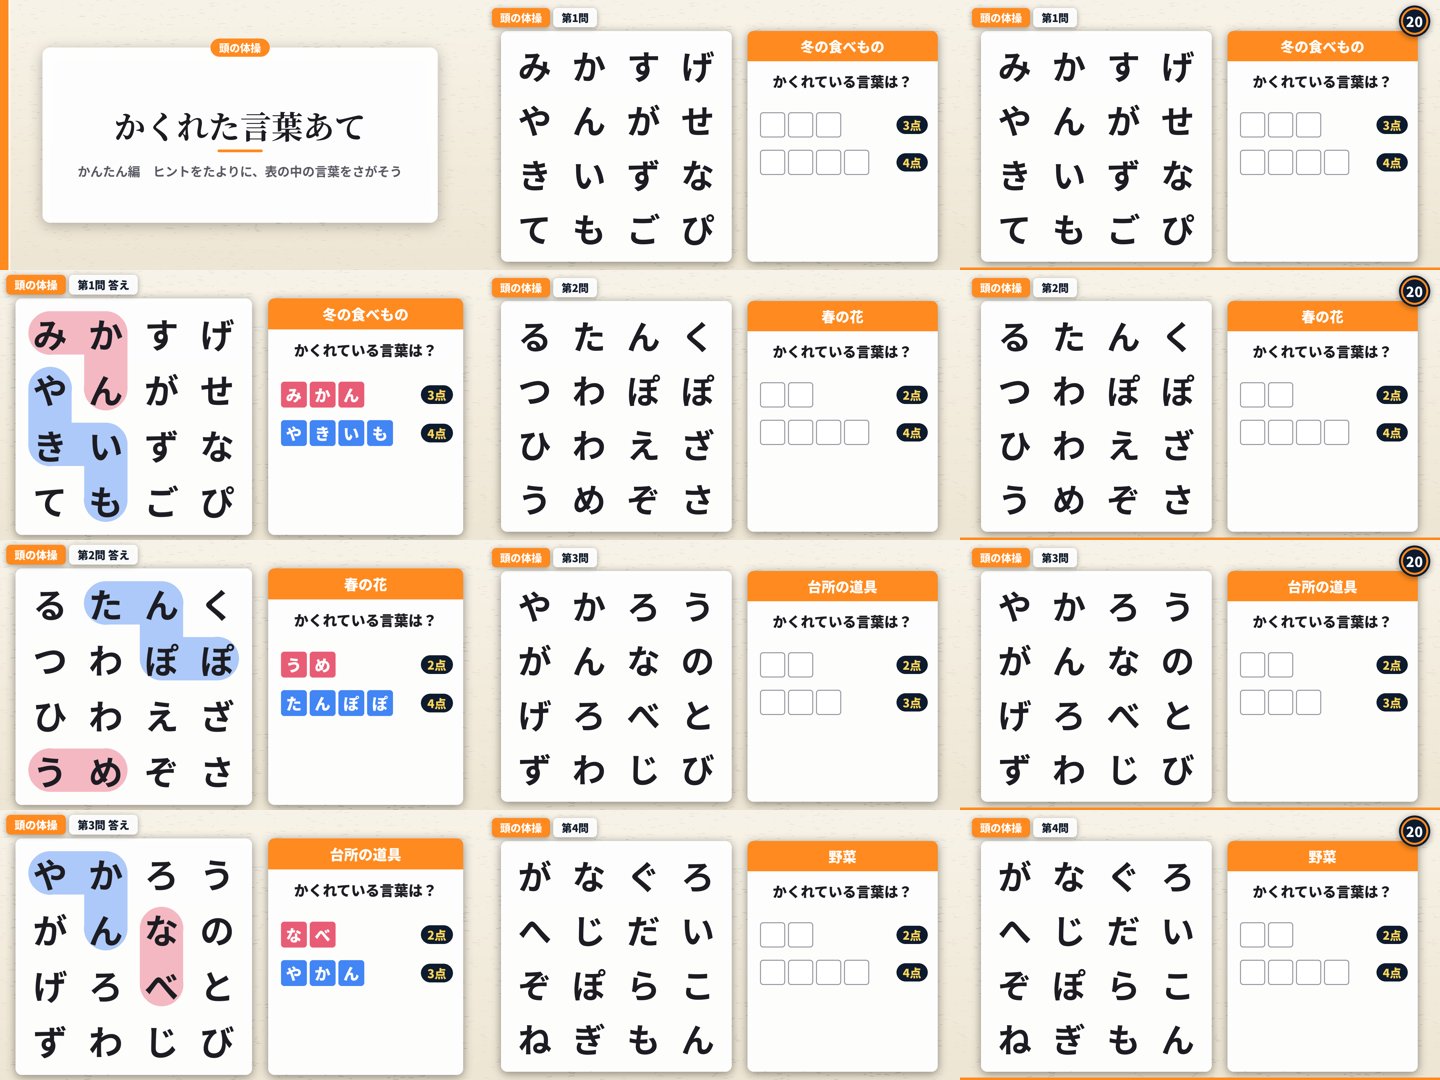 頭の体操
かくれた言葉あて
かんたん編　ヒントをたよりに、表の中の言葉をさがそう
頭の体操 第1問
み か す げ
や ん が せ
き い ず な
て も ご ぴ
冬の食べもの
かくれている言葉は？
3点
4点
頭の体操 第1問
20
み か す げ
や ん が せ
き い ず な
て も ご ぴ
冬の食べもの
かくれている言葉は？
3点
4点
頭の体操 第1問 答え
み か す げ
や ん が せ
き い ず な
て も ご ぴ
冬の食べもの
かくれている言葉は？
みかん 3点
やきいも 4点
頭の体操 第2問
る た ん く
つ わ ぽ ぽ
ひ わ え ざ
う め ぞ さ
春の花
かくれている言葉は？
2点
4点
頭の体操 第2問
20
る た ん く
つ わ ぽ ぽ
ひ わ え ざ
う め ぞ さ
春の花
かくれている言葉は？
2点
4点
頭の体操 第2問 答え
る た ん く
つ わ ぽ ぽ
ひ わ え ざ
う め ぞ さ
春の花
かくれている言葉は？
うめ 2点
たんぽぽ 4点
頭の体操 第3問
や か ろ う
が ん な の
げ ろ べ と
ず わ じ び
台所の道具
かくれている言葉は？
2点
3点
頭の体操 第3問
20
や か ろ う
が ん な の
げ ろ べ と
ず わ じ び
台所の道具
かくれている言葉は？
2点
3点
頭の体操 第3問 答え
や か ろ う
が ん な の
げ ろ べ と
ず わ じ び
台所の道具
かくれている言葉は？
なべ 2点
やかん 3点
頭の体操 第4問
が な ぐ ろ
へ じ だ い
ぞ ぽ ら こ
ね ぎ も ん
野菜
かくれている言葉は？
2点
4点
頭の体操 第4問
20
が な ぐ ろ
へ じ だ い
ぞ ぽ ら こ
ね ぎ も ん
野菜
かくれている言葉は？
2点
4点